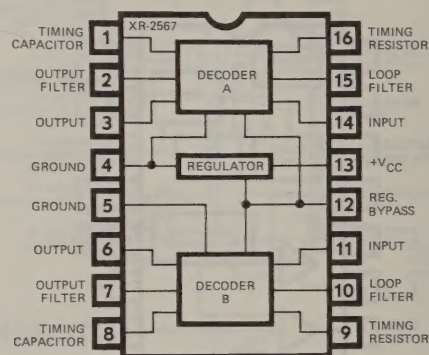 XR-2567
TIMING
CAPACITOR
1
OUTPUT
FILTER
2
OUTPUT
3
GROUND
4
GROUND
5
OUTPUT
6
OUTPUT
FILTER
7
TIMING
CAPACITOR
8
DECODER
A
REGULATOR
DECODER
B
16
TIMING
RESISTOR
15
LOOP
FILTER
14
INPUT
13
+VCC
12
REG.
BYPASS
11
INPUT
10
LOOP
FILTER
9
TIMING
RESISTOR